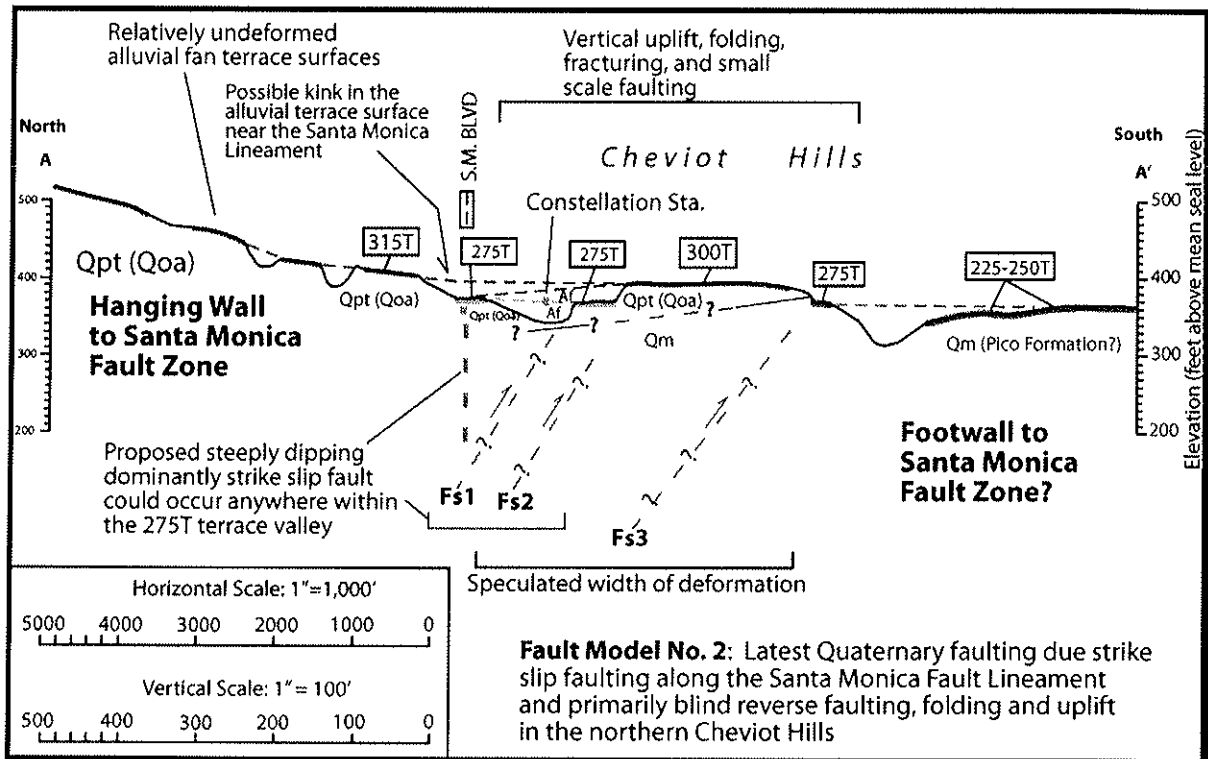 Relatively undeformed
alluvial fan terrace surfaces
Possible kink in the
alluvial terrace surface
near the Santa Monica
Lineament
S.M. BLVD
Vertical uplift, folding,
fracturing, and small
scale faulting
North
A
South
A'
Cheviot Hills
Constellation Sta.
500
400
300
200
500
400
300
200
Elevation (feet above mean seal level)
315T
275T
275T
300T
275T
225-250T
Qpt (Qoa)
Qpt (Qoa)
Qpt (Qoa)
Af
Af
Qpt (Qoa)
Qm
Qm (Pico Formation?)
? ? ?
? ? ? ? ? ?
Hanging Wall
to Santa Monica
Fault Zone
Footwall to
Santa Monica
Fault Zone?
Proposed steeply dipping
dominantly strike slip fault
could occur anywhere within
the 275T terrace valley
Fs1
Fs2
Fs3
Speculated width of deformation
Horizontal Scale: 1"=1,000'
5000 3000 2000 1000 0
Vertical Scale: 1" = 100'
500 400 300 200 100 0
Fault Model No. 2: Latest Quaternary faulting due strike
slip faulting along the Santa Monica Fault Lineament
and primarily blind reverse faulting, folding and uplift
in the northern Cheviot Hills